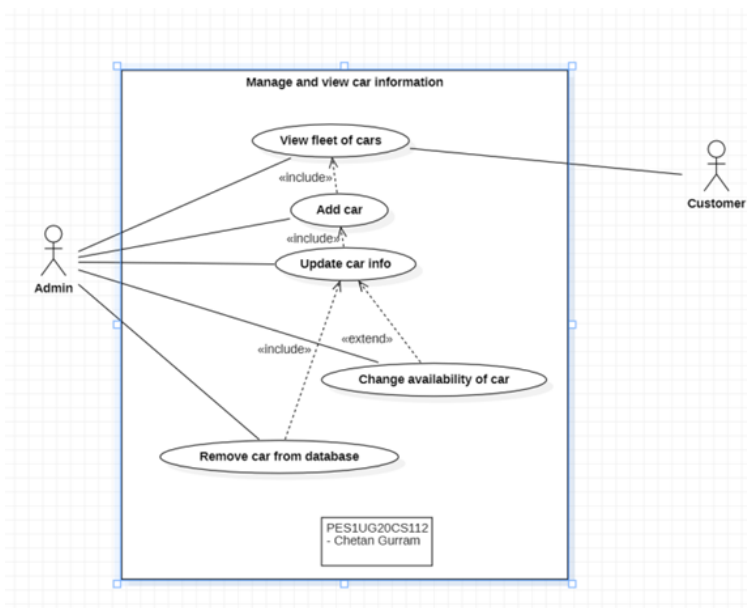 Manage and view car information
View fleet of cars
«include»
Customer
Add car
«include»
Update car info
Admin
«extend»
«include»
Change availability of car
Remove car from database
PES1UG20CS112
- Chetan Gurram